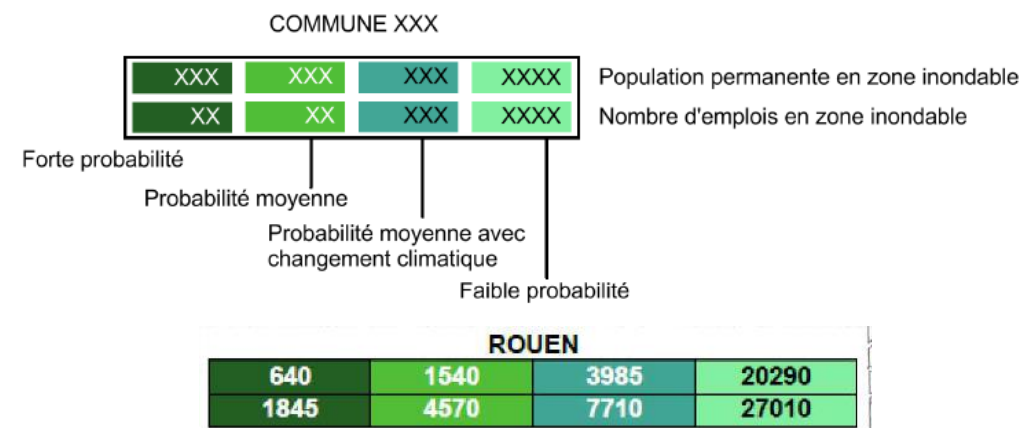 COMMUNE XXX
XXX XXX XXX XXXX Population permanente en zone inondable
XX XX XXX XXXX Nombre d'emplois en zone inondable
Forte probabilité
Probabilité moyenne
Probabilité moyenne avec
changement climatique
Faible probabilité
ROUEN
640 1540 3985 20290
1845 4570 7710 27010